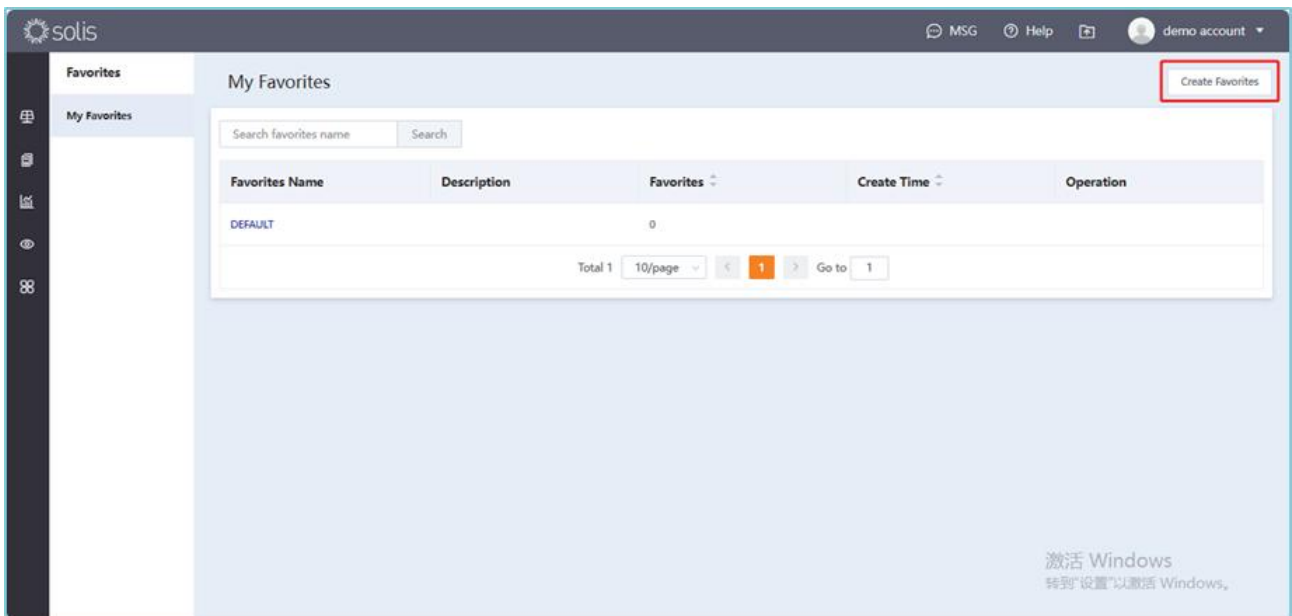 solis
MSG Help demo account
Favorites
My Favorites
My Favorites
Create Favorites
Search favorites name Search
Favorites Name Description Favorites Create Time Operation
DEFAULT 0
Total 1 10/page 1 Go to 1
激活 Windows
转到"设置"以激活 Windows。